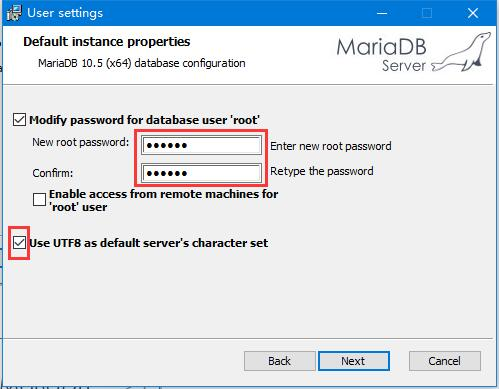 User settings
Default instance properties
MariaDB 10.5 (x64) database configuration
MariaDB
Server
Modify password for database user 'root'
New root password: ●●●●●● Enter new root password
Confirm: ●●●●●● Retype the password
Enable access from remote machines for
'root' user
Use UTF8 as default server's character set
Back Next Cancel